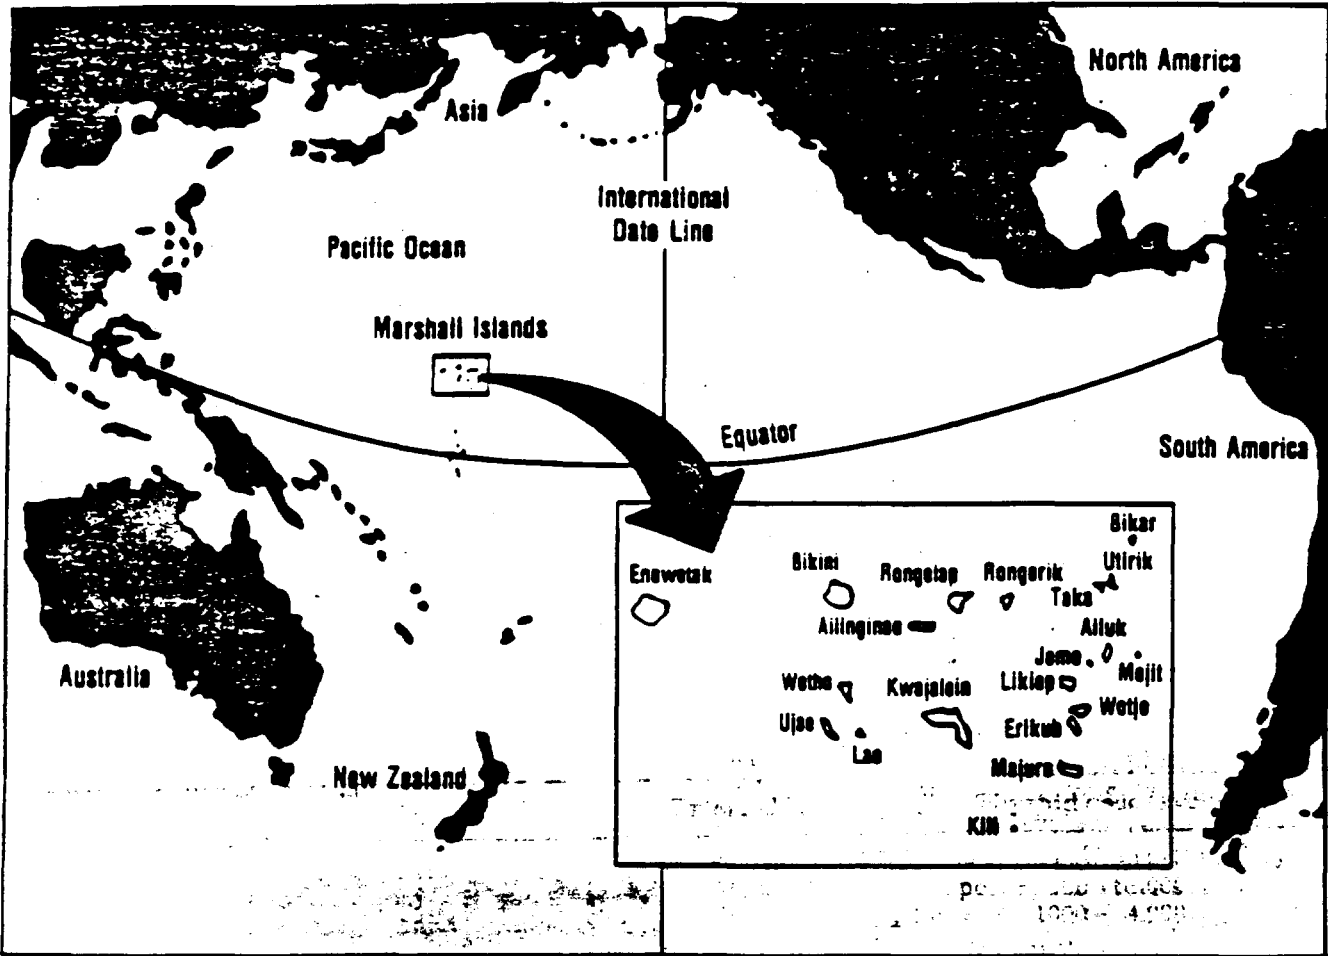 North America
Asia
International
Date Line
Pacific Ocean
Marshall Islands
Equator
South America
Bikar
Enewetak
Bikini
Rongelap
Rongerik
Utirik
Taka
Ailinginae
Ailuk
Jemo
Mejit
Australia
Wotho
Kwajalein
Likiep
Wotje
Ujae
Erikub
Lae
New Zealand
Majuro
Kili